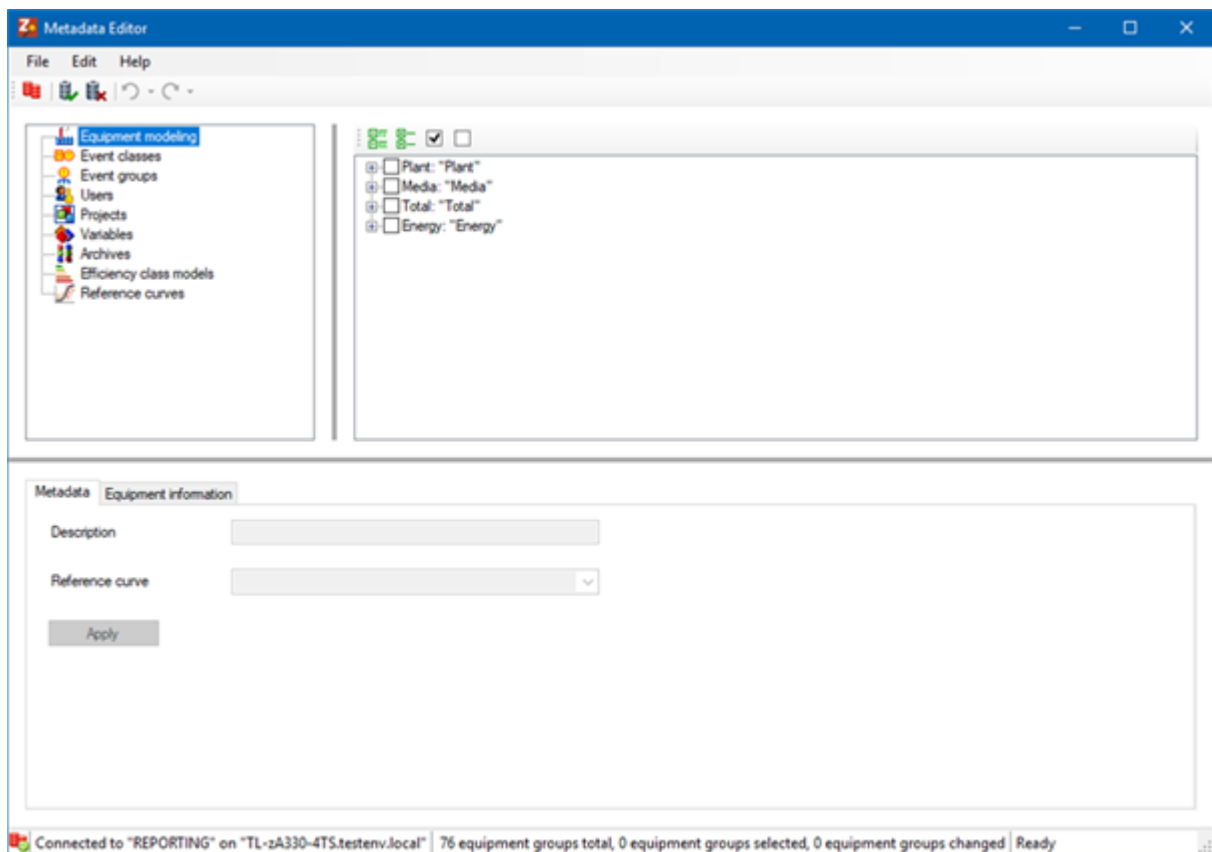 Metadata Editor
File Edit Help
Equipment modeling
Event classes
Event groups
Users
Projects
Variables
Archives
Efficiency class models
Reference curves
Plant: "Plant"
Media: "Media"
Total: "Total"
Energy: "Energy"
Metadata Equipment information
Description
Reference curve
Apply
Connected to "REPORTING" on "TL-zA330-4TS.testenv.local" 76 equipment groups total, 0 equipment groups selected, 0 equipment groups changed Ready